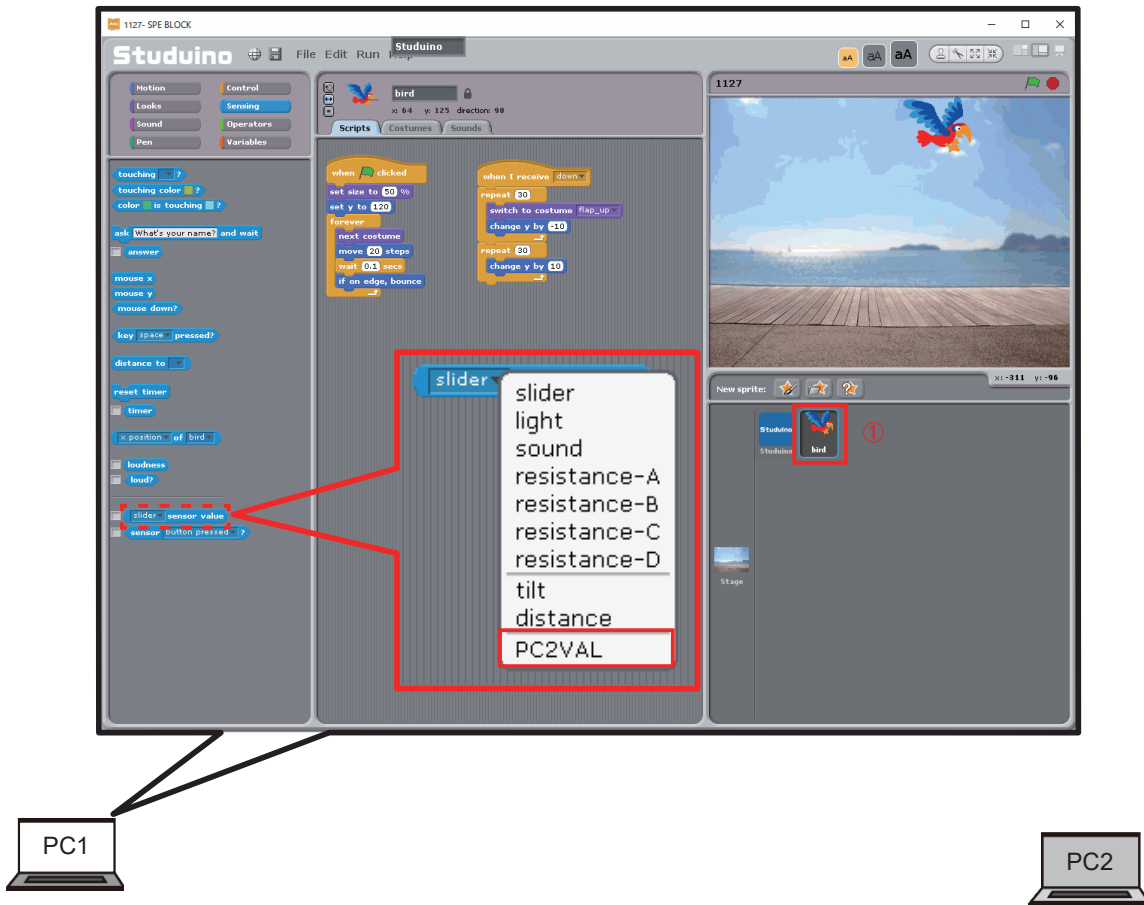 1127- SPE BLOCK
Studuino
File Edit Run
Studuino
aA aA aA
Motion Control
Looks Sensing
Sound Operators
Pen Variables
touching ?
touching color ?
color is touching ?
ask What's your name? and wait
answer
mouse x
mouse y
mouse down?
key space pressed?
distance to
reset timer
timer
x position of bird
loudness
loud?
slider sensor value
sensor button pressed ?
bird
x: 64 y: 125 direction: 90
Scripts Costumes Sounds
when clicked
set size to 50 %
set y to 120
forever
next costume
move 20 steps
wait 0.1 secs
if on edge, bounce
when I receive down
repeat 30
switch to costume flap_up
change y by -10
repeat 30
change y by 10
slider
slider
light
sound
resistance-A
resistance-B
resistance-C
resistance-D
tilt
distance
PC2VAL
1127
x: -311 y: -96
New sprite:
Studuino
Studuino
bird
①
Stage
PC1
PC2